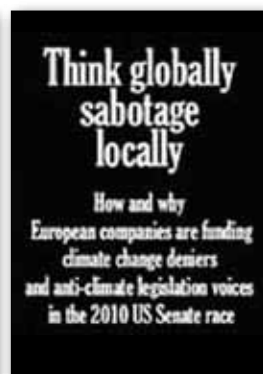 Think globally
sabotage
locally
How and why
European companies are funding
climate change deniers
and anti-climate legislation voices
in the 2010 US Senate race